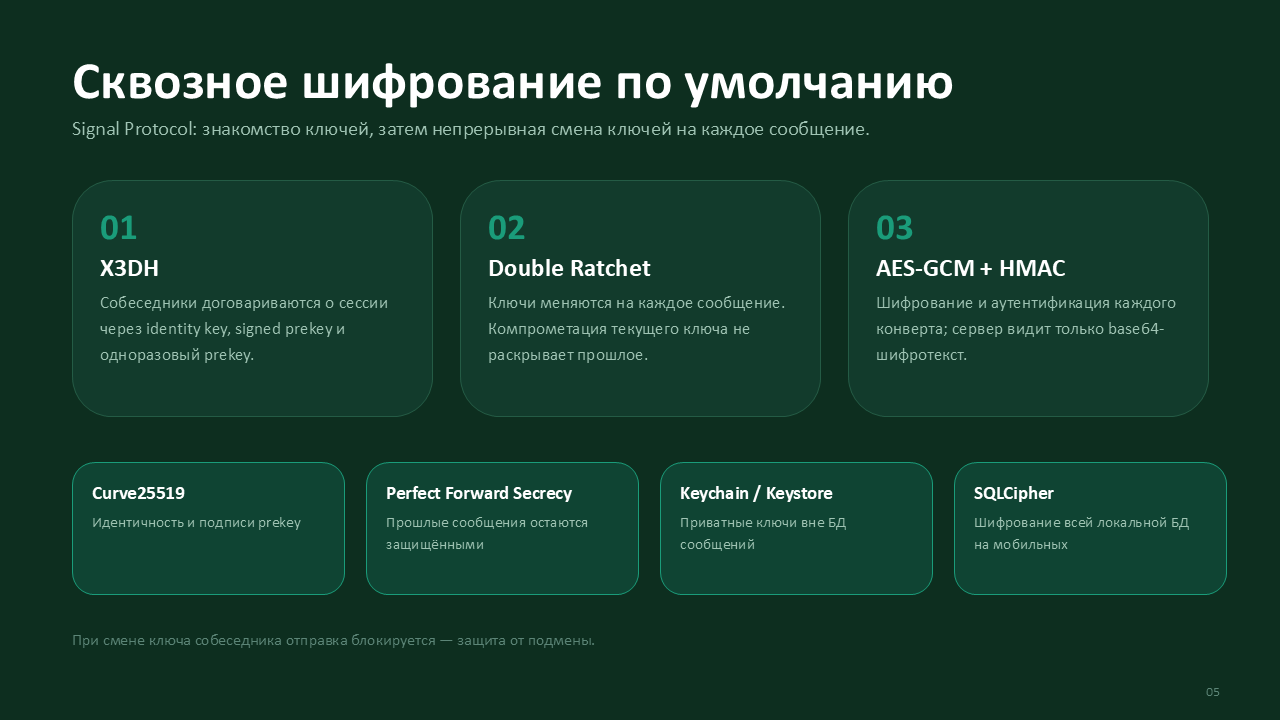 Сквозное шифрование по умолчанию
Signal Protocol: знакомство ключей, затем непрерывная смена ключей на каждое сообщение.
01
X3DH
Собеседники договариваются о сессии
через identity key, signed prekey и
одноразовый prekey.
02
Double Ratchet
Ключи меняются на каждое сообщение.
Компрометация текущего ключа не
раскрывает прошлое.
03
AES-GCM + HMAC
Шифрование и аутентификация каждого
конверта; сервер видит только base64-
шифротекст.
Curve25519
Идентичность и подписи prekey
Perfect Forward Secrecy
Прошлые сообщения остаются
защищёнными
Keychain / Keystore
Приватные ключи вне БД
сообщений
SQLCipher
Шифрование всей локальной БД
на мобильных
При смене ключа собеседника отправка блокируется — защита от подмены.
05